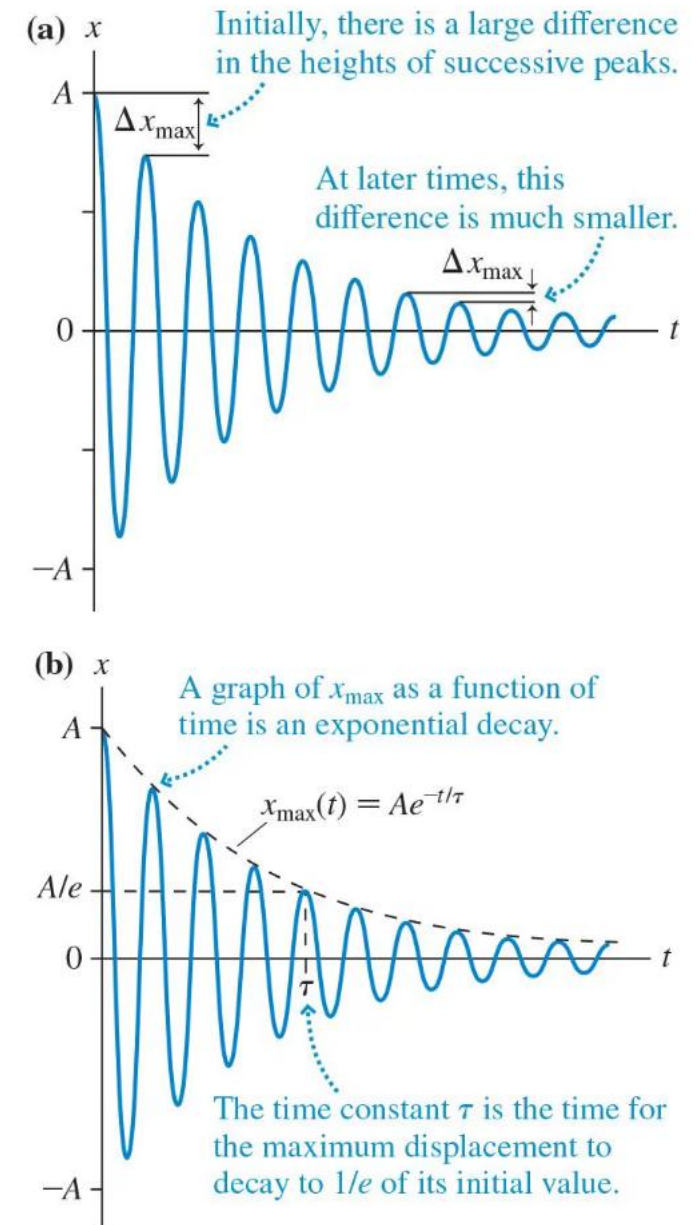 (a) x
Initially, there is a large difference
in the heights of successive peaks.
A
Δxmax
At later times, this
difference is much smaller.
Δxmax
0
t
−A
(b) x
A graph of xmax as a function of
time is an exponential decay.
A
xmax(t) = Ae−t/τ
A/e
0
t
τ
The time constant τ is the time for
the maximum displacement to
decay to 1/e of its initial value.
−A